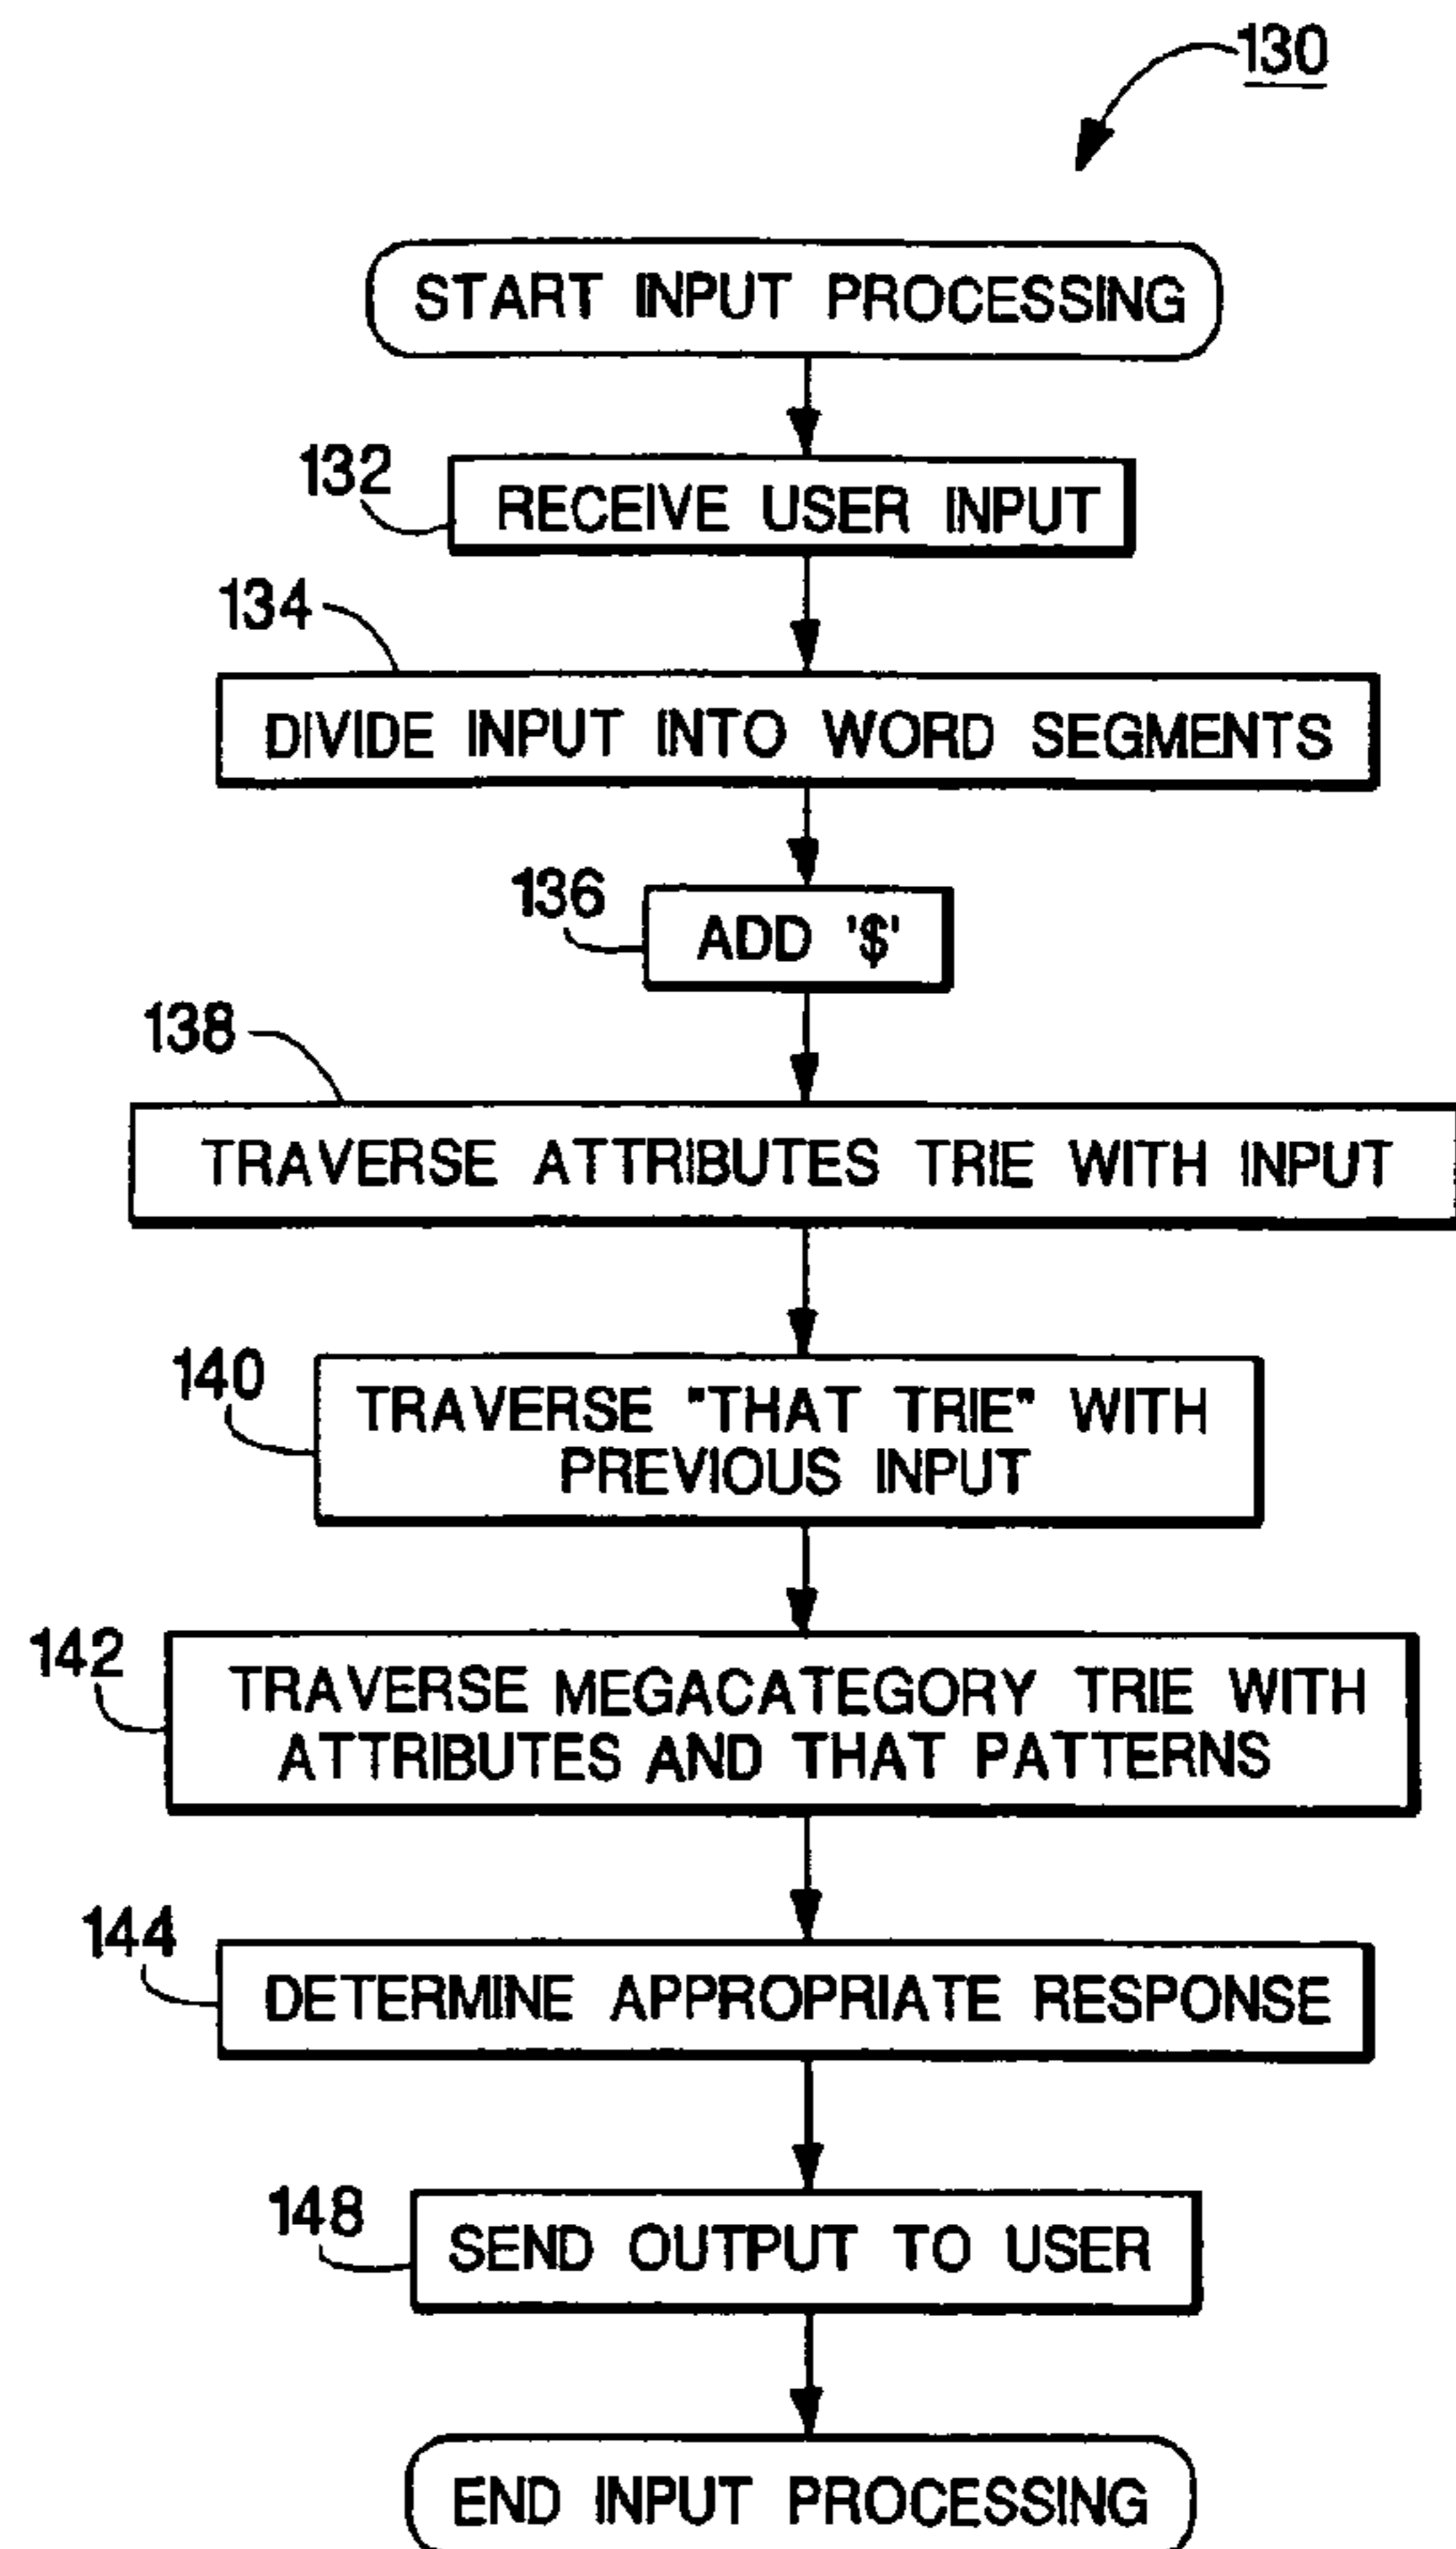 130
START INPUT PROCESSING
132
RECEIVE USER INPUT
134
DIVIDE INPUT INTO WORD SEGMENTS
136
ADD '$'
138
TRAVERSE ATTRIBUTES TRIE WITH INPUT
140
TRAVERSE "THAT TRIE" WITH
PREVIOUS INPUT
142
TRAVERSE MEGACATEGORY TRIE WITH
ATTRIBUTES AND THAT PATTERNS
144
DETERMINE APPROPRIATE RESPONSE
148
SEND OUTPUT TO USER
END INPUT PROCESSING